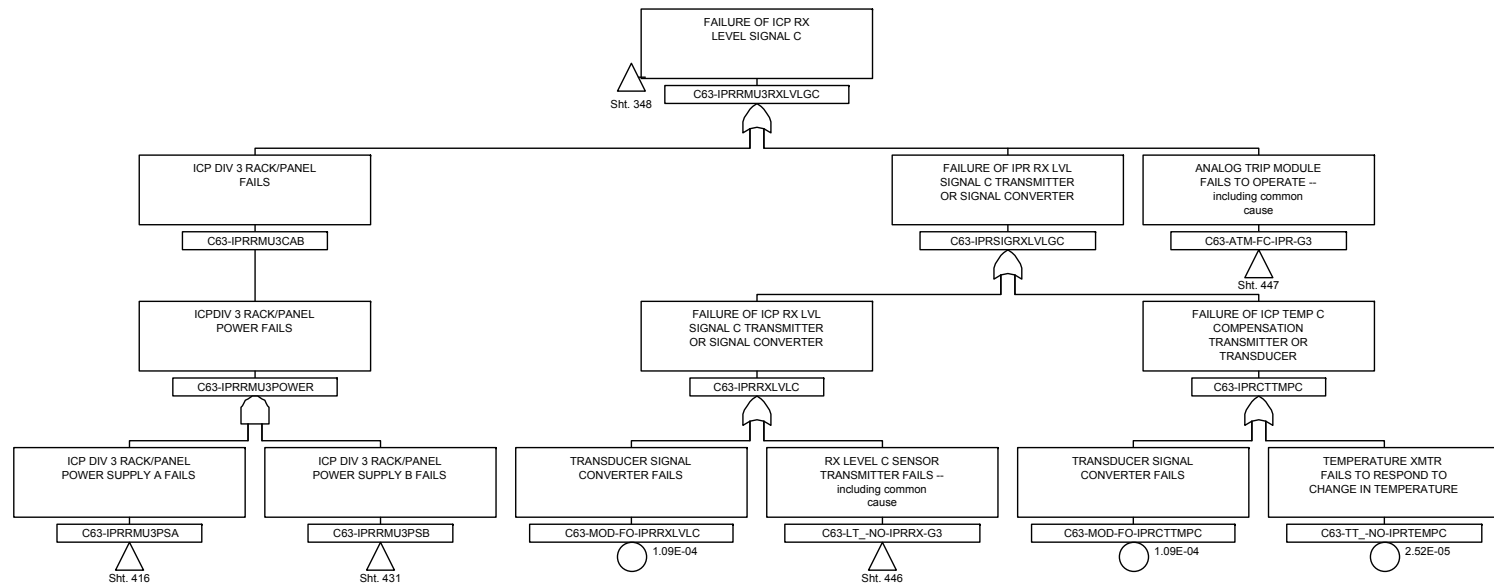 FAILURE OF ICP RX
LEVEL SIGNAL C
Sht. 348
C63-IPRRMU3RXLVLGC
ICP DIV 3 RACK/PANEL
FAILS
C63-IPRRMU3CAB
FAILURE OF IPR RX LVL
SIGNAL C TRANSMITTER
OR SIGNAL CONVERTER
C63-IPRSIGRXLVLGC
ANALOG TRIP MODULE
FAILS TO OPERATE --
including common
cause
C63-ATM-FC-IPR-G3
Sht. 447
ICPDIV 3 RACK/PANEL
POWER FAILS
C63-IPRRMU3POWER
FAILURE OF ICP RX LVL
SIGNAL C TRANSMITTER
OR SIGNAL CONVERTER
C63-IPRRXLVLC
FAILURE OF ICP TEMP C
COMPENSATION
TRANSMITTER OR
TRANSDUCER
C63-IPRCTTMPC
ICP DIV 3 RACK/PANEL
POWER SUPPLY A FAILS
C63-IPRRMU3PSA
Sht. 416
ICP DIV 3 RACK/PANEL
POWER SUPPLY B FAILS
C63-IPRRMU3PSB
Sht. 431
TRANSDUCER SIGNAL
CONVERTER FAILS
C63-MOD-FO-IPRRXLVLC
1.09E-04
RX LEVEL C SENSOR
TRANSMITTER FAILS --
including common
cause
C63-LT_-NO-IPRRX-G3
Sht. 446
TRANSDUCER SIGNAL
CONVERTER FAILS
C63-MOD-FO-IPRCTTMPC
1.09E-04
TEMPERATURE XMTR
FAILS TO RESPOND TO
CHANGE IN TEMPERATURE
C63-TT_-NO-IPRTEMPC
2.52E-05